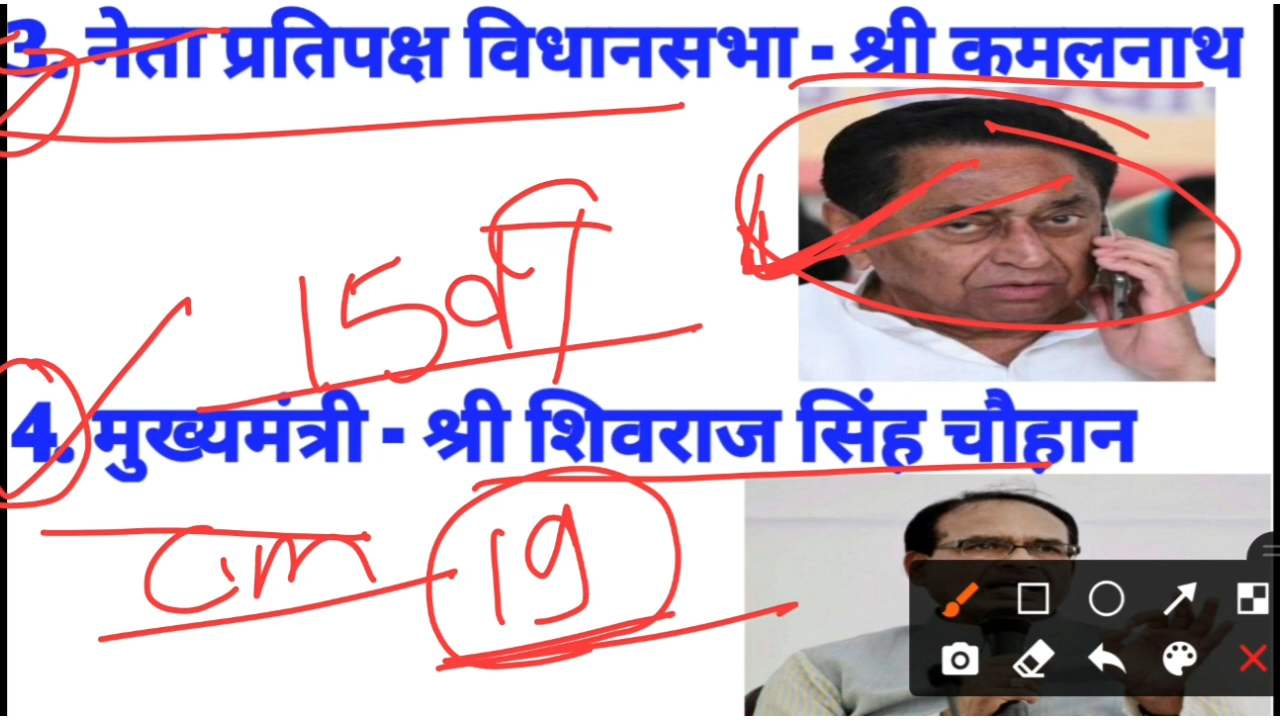 3. नेता प्रतिपक्ष विधानसभा - श्री कमलनाथ
15वी
4. मुख्यमंत्री - श्री शिवराज सिंह चौहान
cm 19